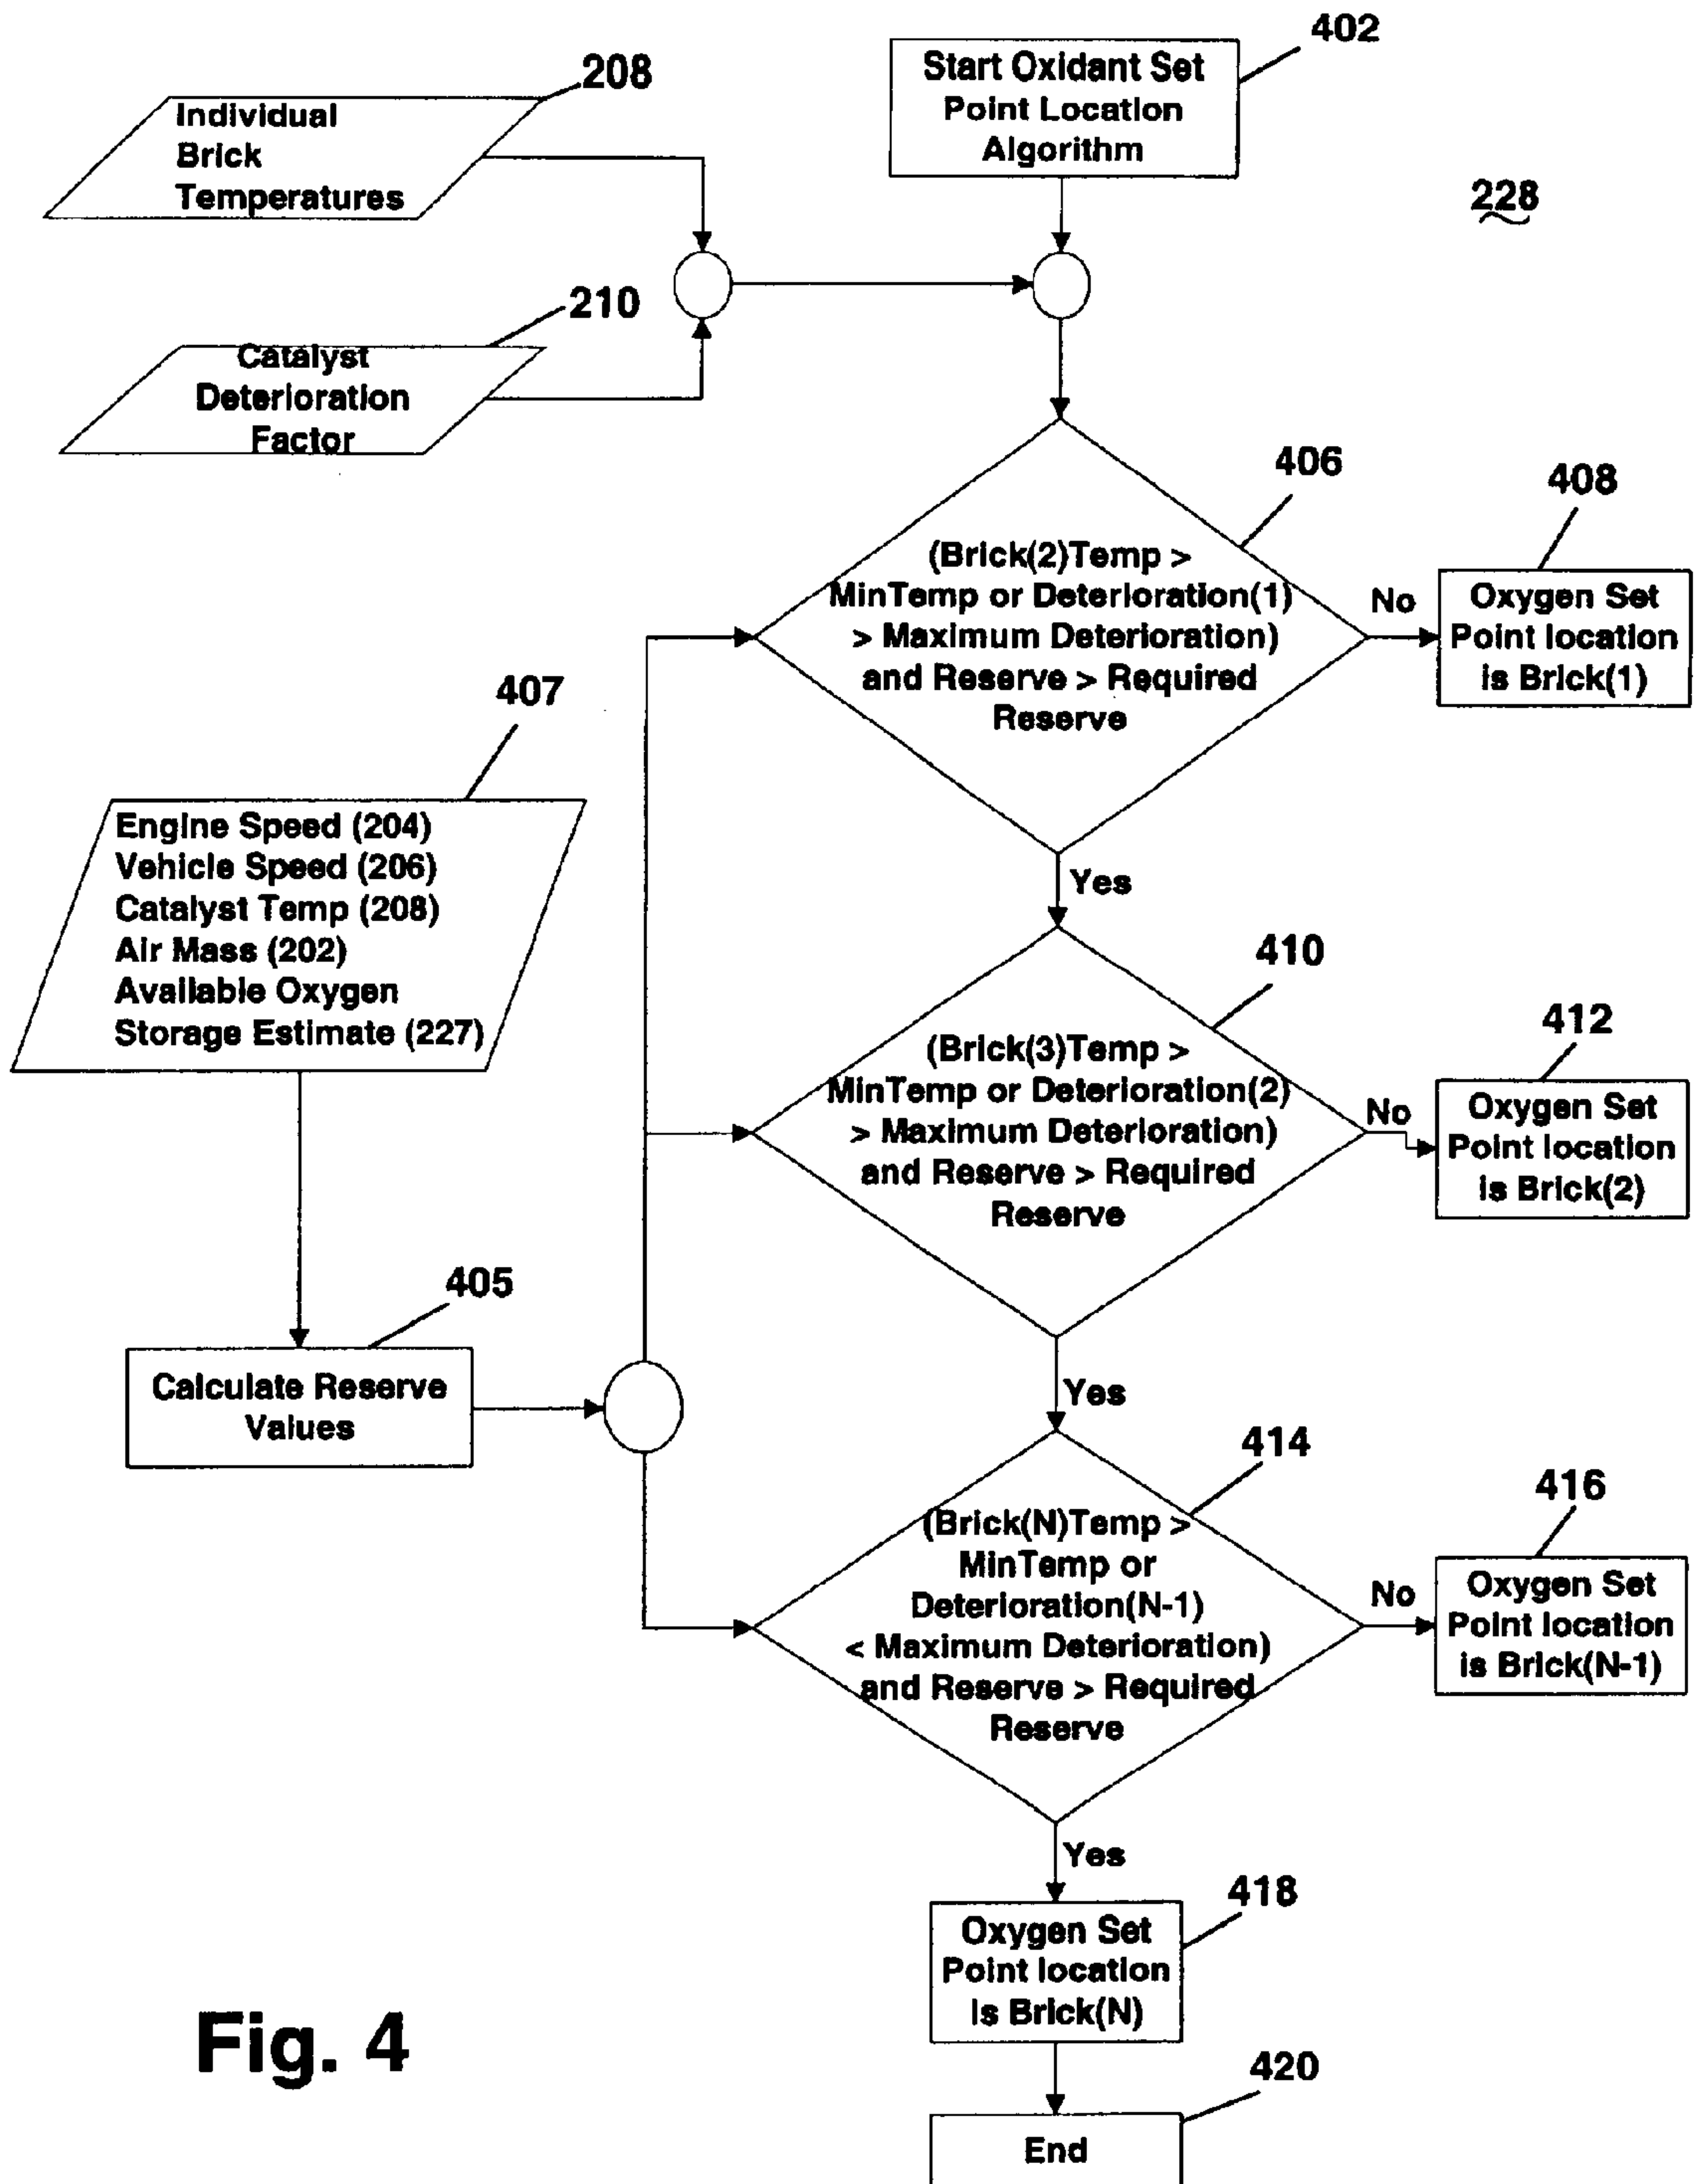 402
Start Oxidant Set
Point Location
Algorithm
208
Individual
Brick
Temperatures
228
210
Catalyst
Deterioration
Factor
406
(Brick(2)Temp >
MinTemp or Deterioration(1)
> Maximum Deterioration)
and Reserve > Required
Reserve
No
408
Oxygen Set
Point location
is Brick(1)
407
Engine Speed (204)
Vehicle Speed (206)
Catalyst Temp (208)
Air Mass (202)
Available Oxygen
Storage Estimate (227)
Yes
410
(Brick(3)Temp >
MinTemp or Deterioration(2)
> Maximum Deterioration)
and Reserve > Required
Reserve
No
412
Oxygen Set
Point location
is Brick(2)
405
Calculate Reserve
Values
Yes
414
(Brick(N)Temp >
MinTemp or
Deterioration(N-1)
< Maximum Deterioration)
and Reserve > Required
Reserve
No
416
Oxygen Set
Point location
is Brick(N-1)
Yes
418
Oxygen Set
Point location
is Brick(N)
420
End
Fig. 4